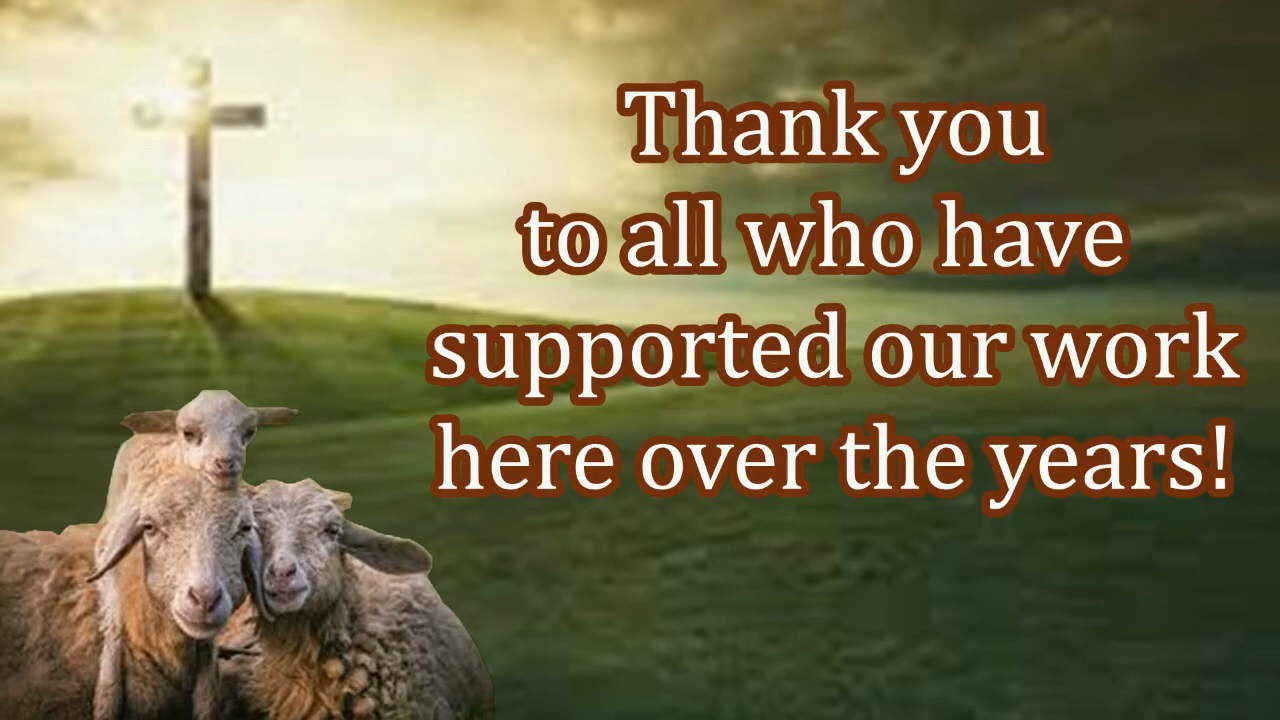 Thank you
to all who have
supported our work
here over the years!